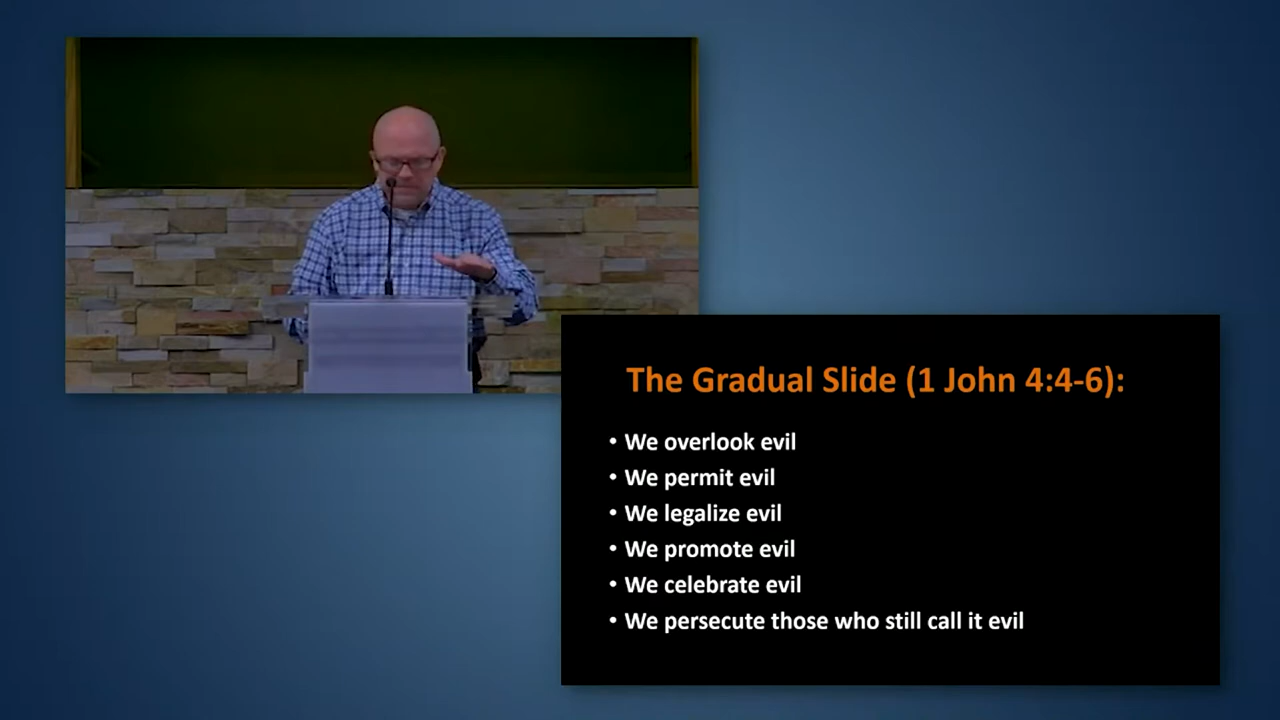 The Gradual Slide (1 John 4:4-6):
• We overlook evil
• We permit evil
• We legalize evil
• We promote evil
• We celebrate evil
• We persecute those who still call it evil